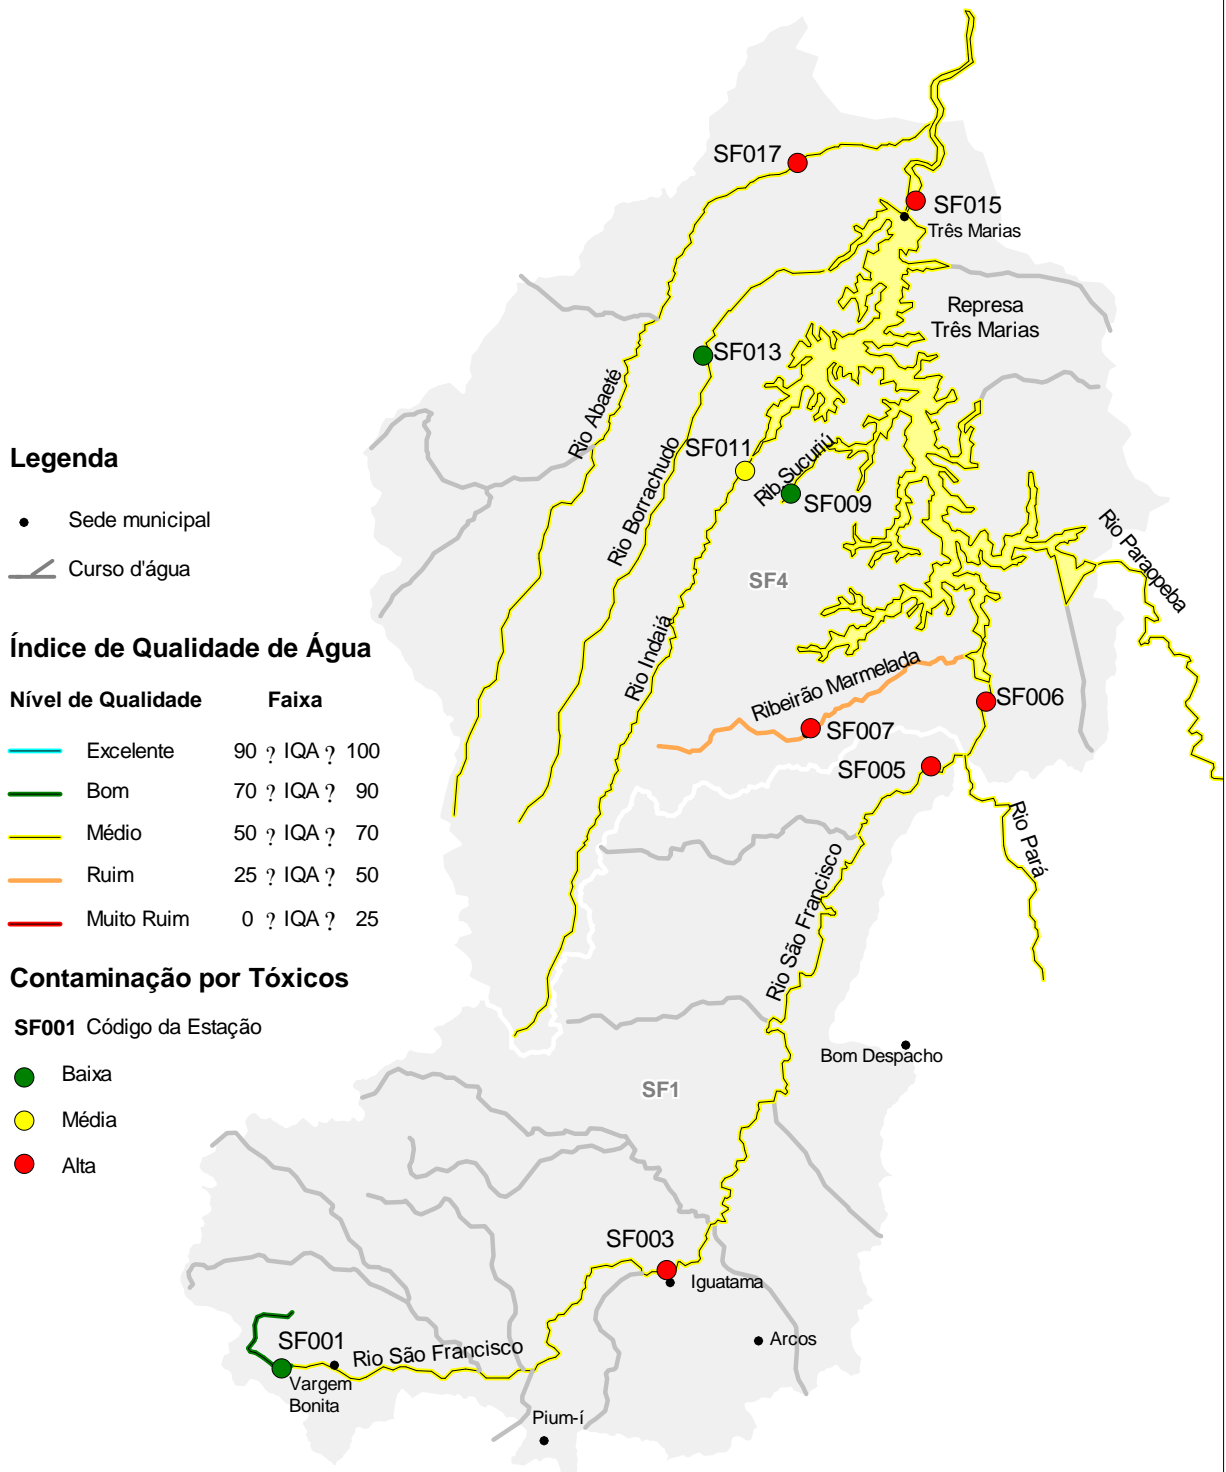 SF017
SF015
Três Marias
Represa
Três Marias
SF013
Rio Abaeté
Rio Borrachudo
SF011
Rib Sucuriú
SF009
Rio Paraopeba
SF4
Rio Indaiá
Ribeirão Marmelada
SF006
SF007
SF005
Rio Pará
Rio São Francisco
Bom Despacho
SF1
SF003
Iguatama
Arcos
SF001
Rio São Francisco
Vargem
Bonita
Pium-í
Legenda
Sede municipal
Curso d'água
Índice de Qualidade de Água
Nível de Qualidade Faixa
Excelente 90 ? IQA ? 100
Bom 70 ? IQA ? 90
Médio 50 ? IQA ? 70
Ruim 25 ? IQA ? 50
Muito Ruim 0 ? IQA ? 25
Contaminação por Tóxicos
SF001 Código da Estação
Baixa
Média
Alta